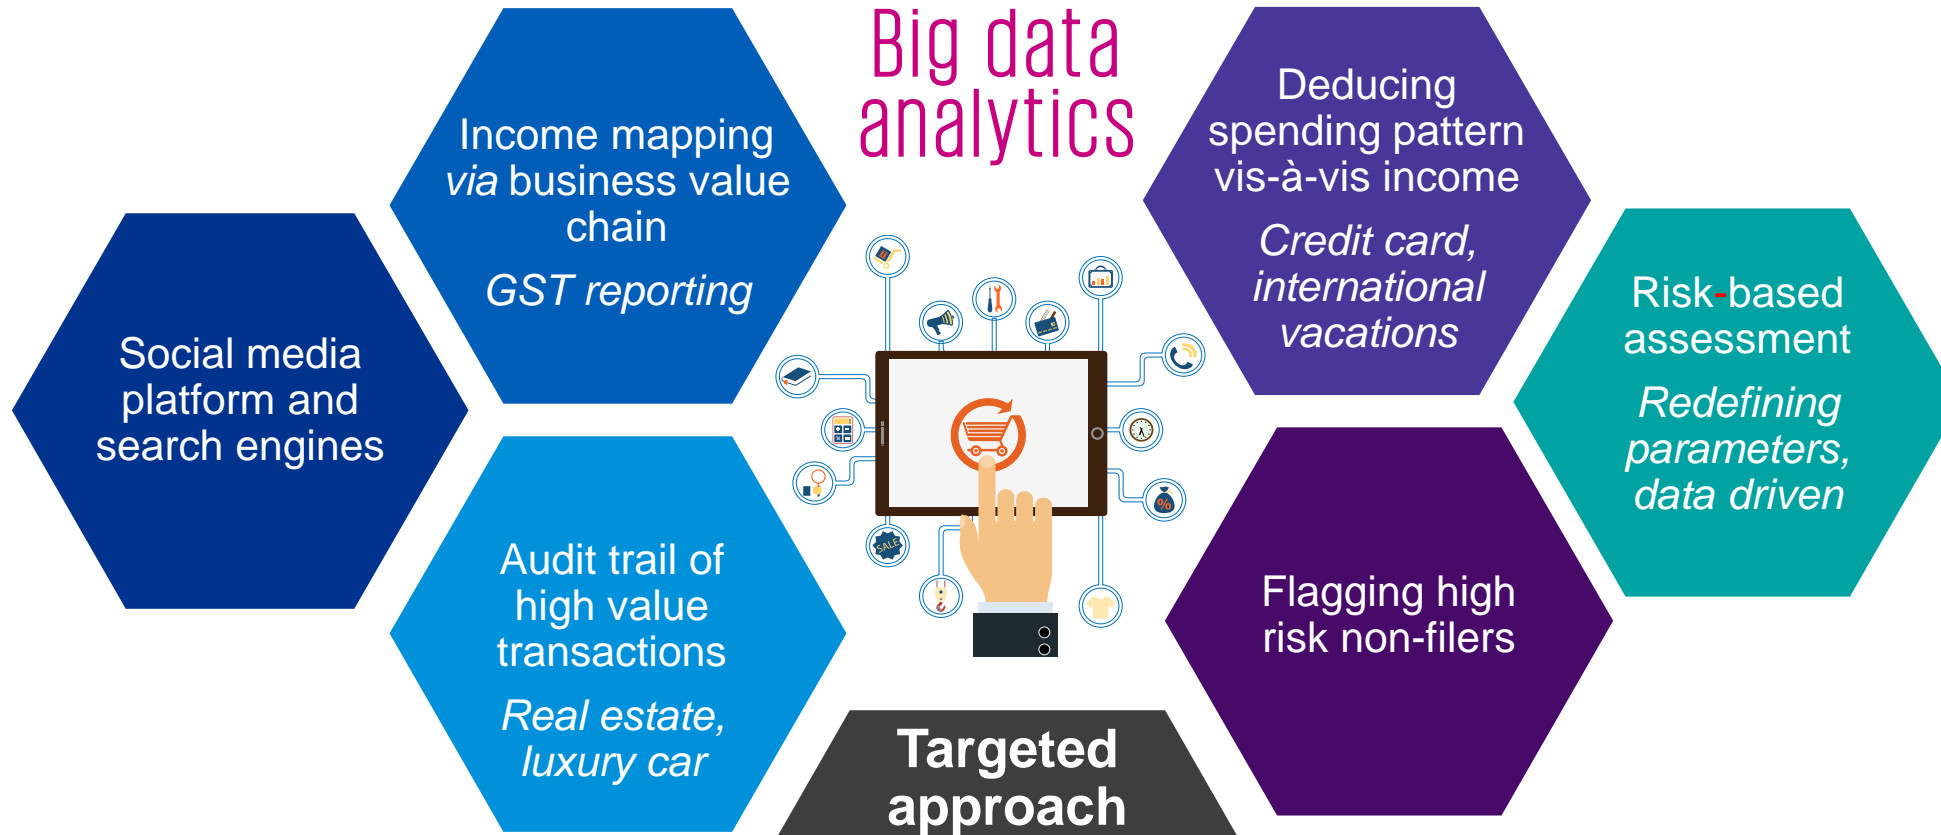 Big data
analytics
Social media
platform and
search engines
Income mapping
via business value
chain
GST reporting
Audit trail of
high value
transactions
Real estate,
luxury car
Deducing
spending pattern
vis-à-vis income
Credit card,
international
vacations
Flagging high
risk non-filers
Risk-based
assessment
Redefining
parameters,
data driven
%
SALE
Targeted
approach